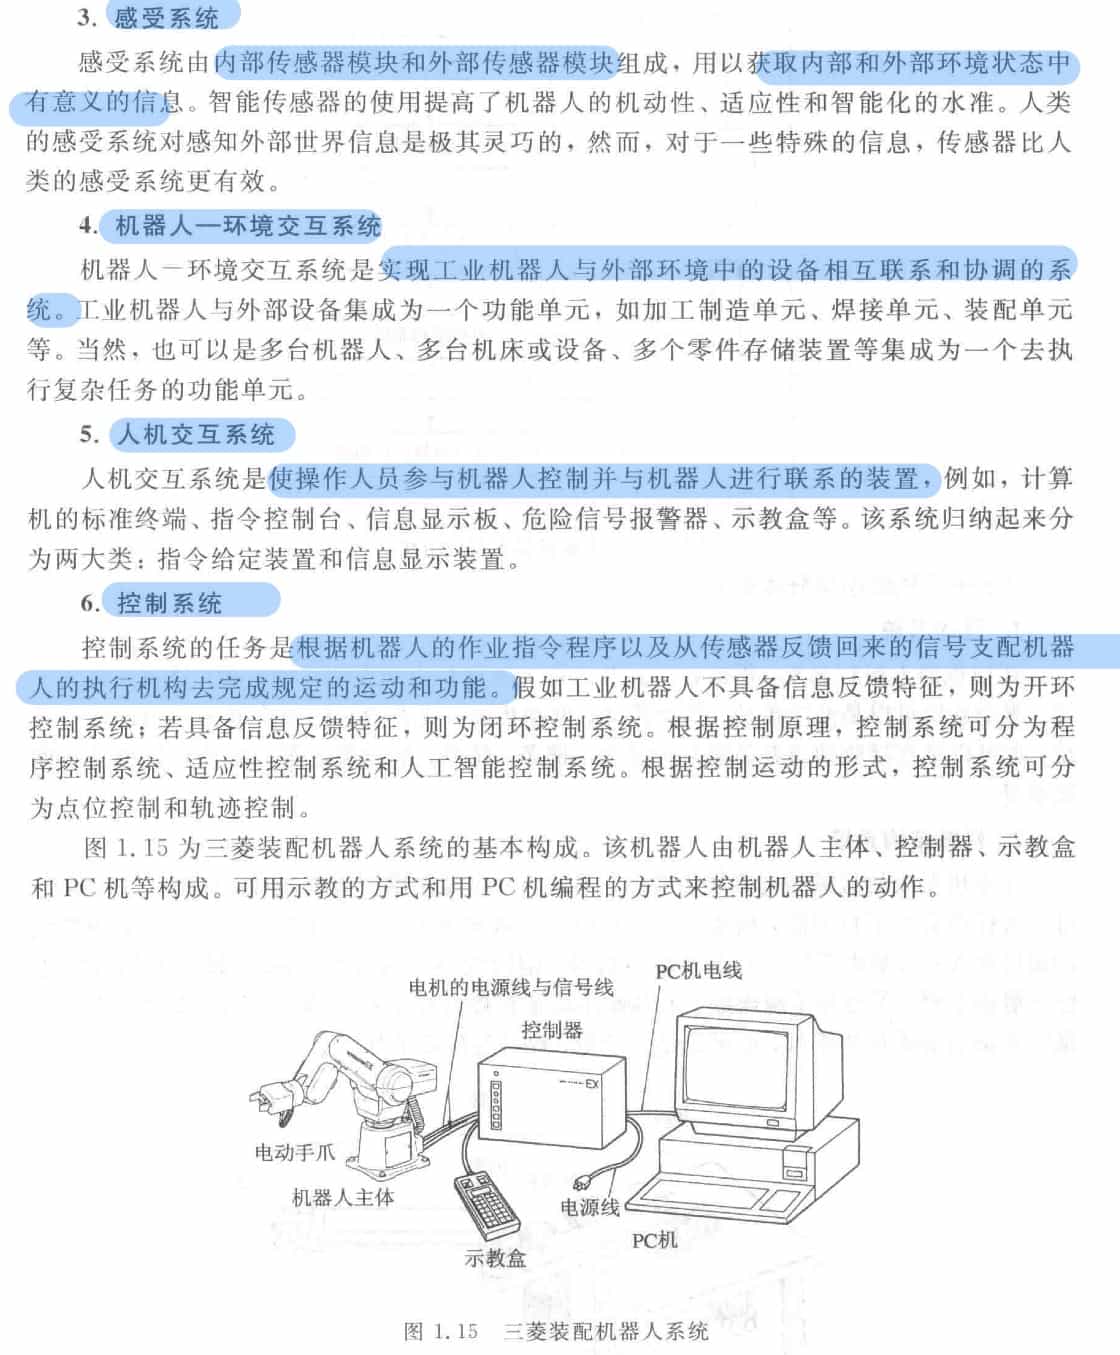 3. 感受系统
感受系统由内部传感器模块和外部传感器模块组成，用以获取内部和外部环境状态中
有意义的信息。智能传感器的使用提高了机器人的机动性、适应性和智能化的水准。人类
的感受系统对感知外部世界信息是极其灵巧的，然而，对于一些特殊的信息，传感器比人
类的感受系统更有效。
4. 机器人—环境交互系统
机器人－环境交互系统是实现工业机器人与外部环境中的设备相互联系和协调的系
统。工业机器人与外部设备集成为一个功能单元，如加工制造单元、焊接单元、装配单元
等。当然，也可以是多台机器人、多台机床或设备、多个零件存储装置等集成为一个去执
行复杂任务的功能单元。
5. 人机交互系统
人机交互系统是使操作人员参与机器人控制并与机器人进行联系的装置，例如，计算
机的标准终端、指令控制台、信息显示板、危险信号报警器、示教盒等。该系统归纳起来分
为两大类：指令给定装置和信息显示装置。
6. 控制系统
控制系统的任务是根据机器人的作业指令程序以及从传感器反馈回来的信号支配机器
人的执行机构去完成规定的运动和功能。假如工业机器人不具备信息反馈特征，则为开环
控制系统；若具备信息反馈特征，则为闭环控制系统。根据控制原理，控制系统可分为程
序控制系统、适应性控制系统和人工智能控制系统。根据控制运动的形式，控制系统可分
为点位控制和轨迹控制。
图 1.15 为三菱装配机器人系统的基本构成。该机器人由机器人主体、控制器、示教盒
和 PC 机等构成。可用示教的方式和用 PC 机编程的方式来控制机器人的动作。
PC机电线
电机的电源线与信号线
控制器
EX
电动手爪
机器人主体
电源线
PC机
示教盒
图 1.15 三菱装配机器人系统